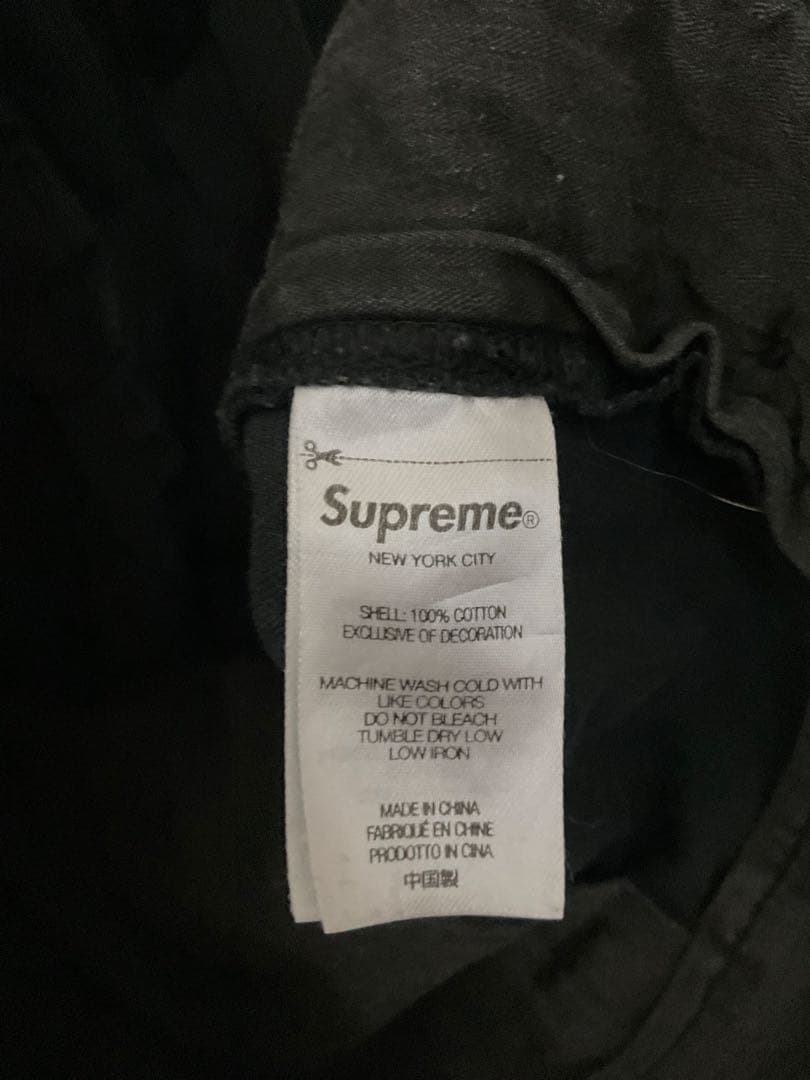 Supreme®
NEW YORK CITY
SHELL: 100% COTTON
EXCLUSIVE OF DECORATION
MACHINE WASH COLD WITH
LIKE COLORS
DO NOT BLEACH
TUMBLE DRY LOW
LOW IRON
MADE IN CHINA
FABRIQUÉ EN CHINE
PRODOTTO IN CINA
中国製